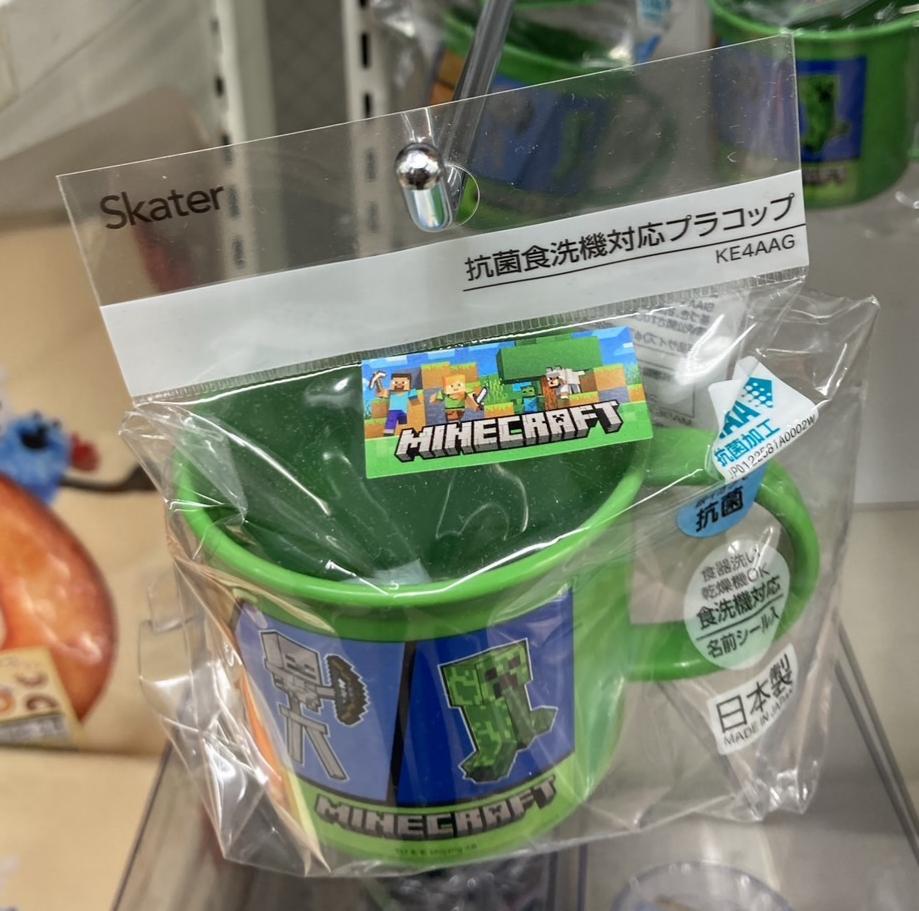 Skater
抗菌食洗機対応プラコップ
KE4AAG
MINECRAFT
抗菌加工
JP0122581A0002W
抗菌
食器洗い
乾燥機OK
食洗機対応
名前シール入
日本製
MADE IN JAPAN
MINECRAFT